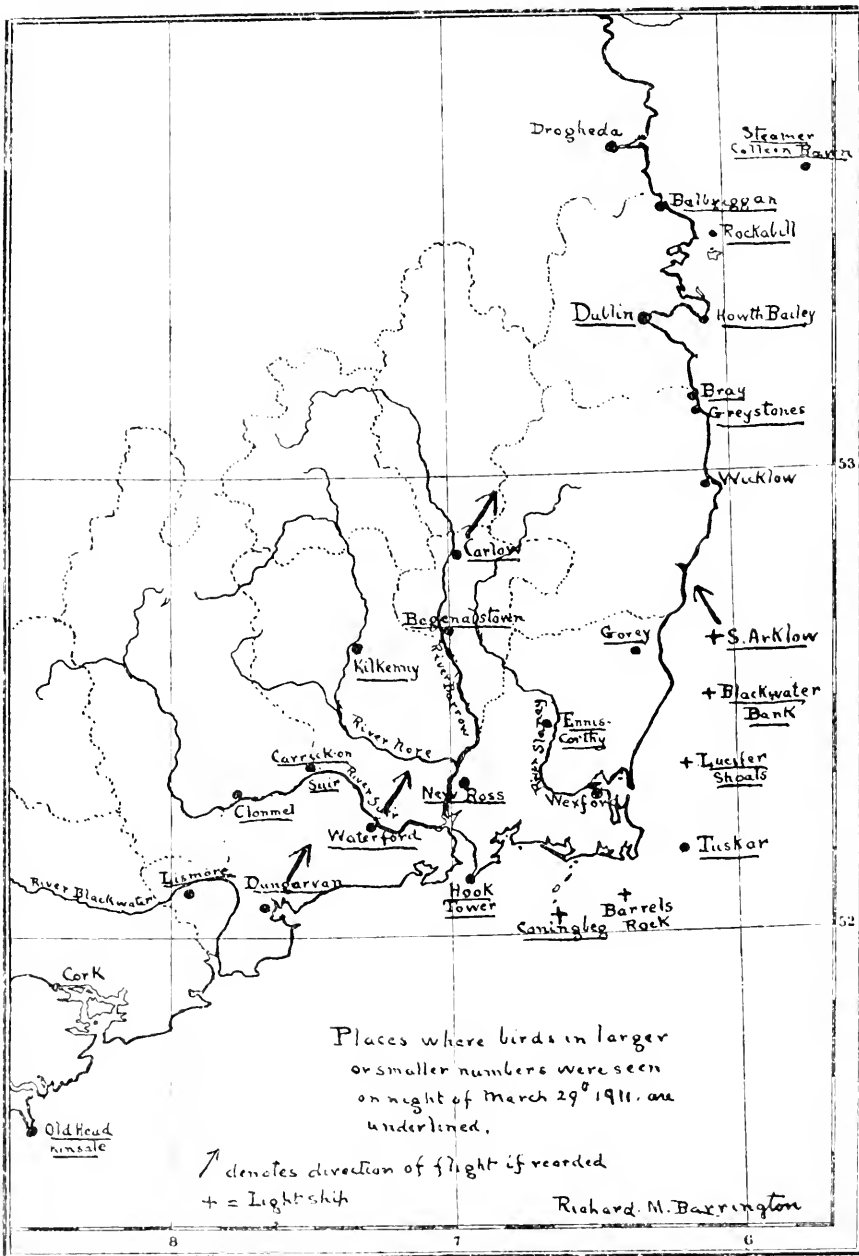 Drogheda
Steamer
Colleen Bawn
Balbriggan
Rockabill
Dublin
Howth Bailey
Bray
Greystones
53
Wicklow
Carlow
Bagenalstown
Gorey
S. Arklow
Kilkenny
River Barrow
Blackwater
Bank
River Slaney
Ennis-
Corthy
River Nore
Carrick-on
Suir
River Suir
Lucifer
Shoals
New Ross
Wexford
Clonmel
Waterford
Tuskar
Lismore
River Blackwater
Dungarvan
Hook
Tower
Barrels
Rock
Coningbeg
52
Cork
Places where birds in larger
or smaller numbers were seen
on night of March 29º 1911. are
underlined.
Old Head
Kinsale
denotes direction of flight if recorded
+ = Lightship
Richard. M. Barrington
8
7
6